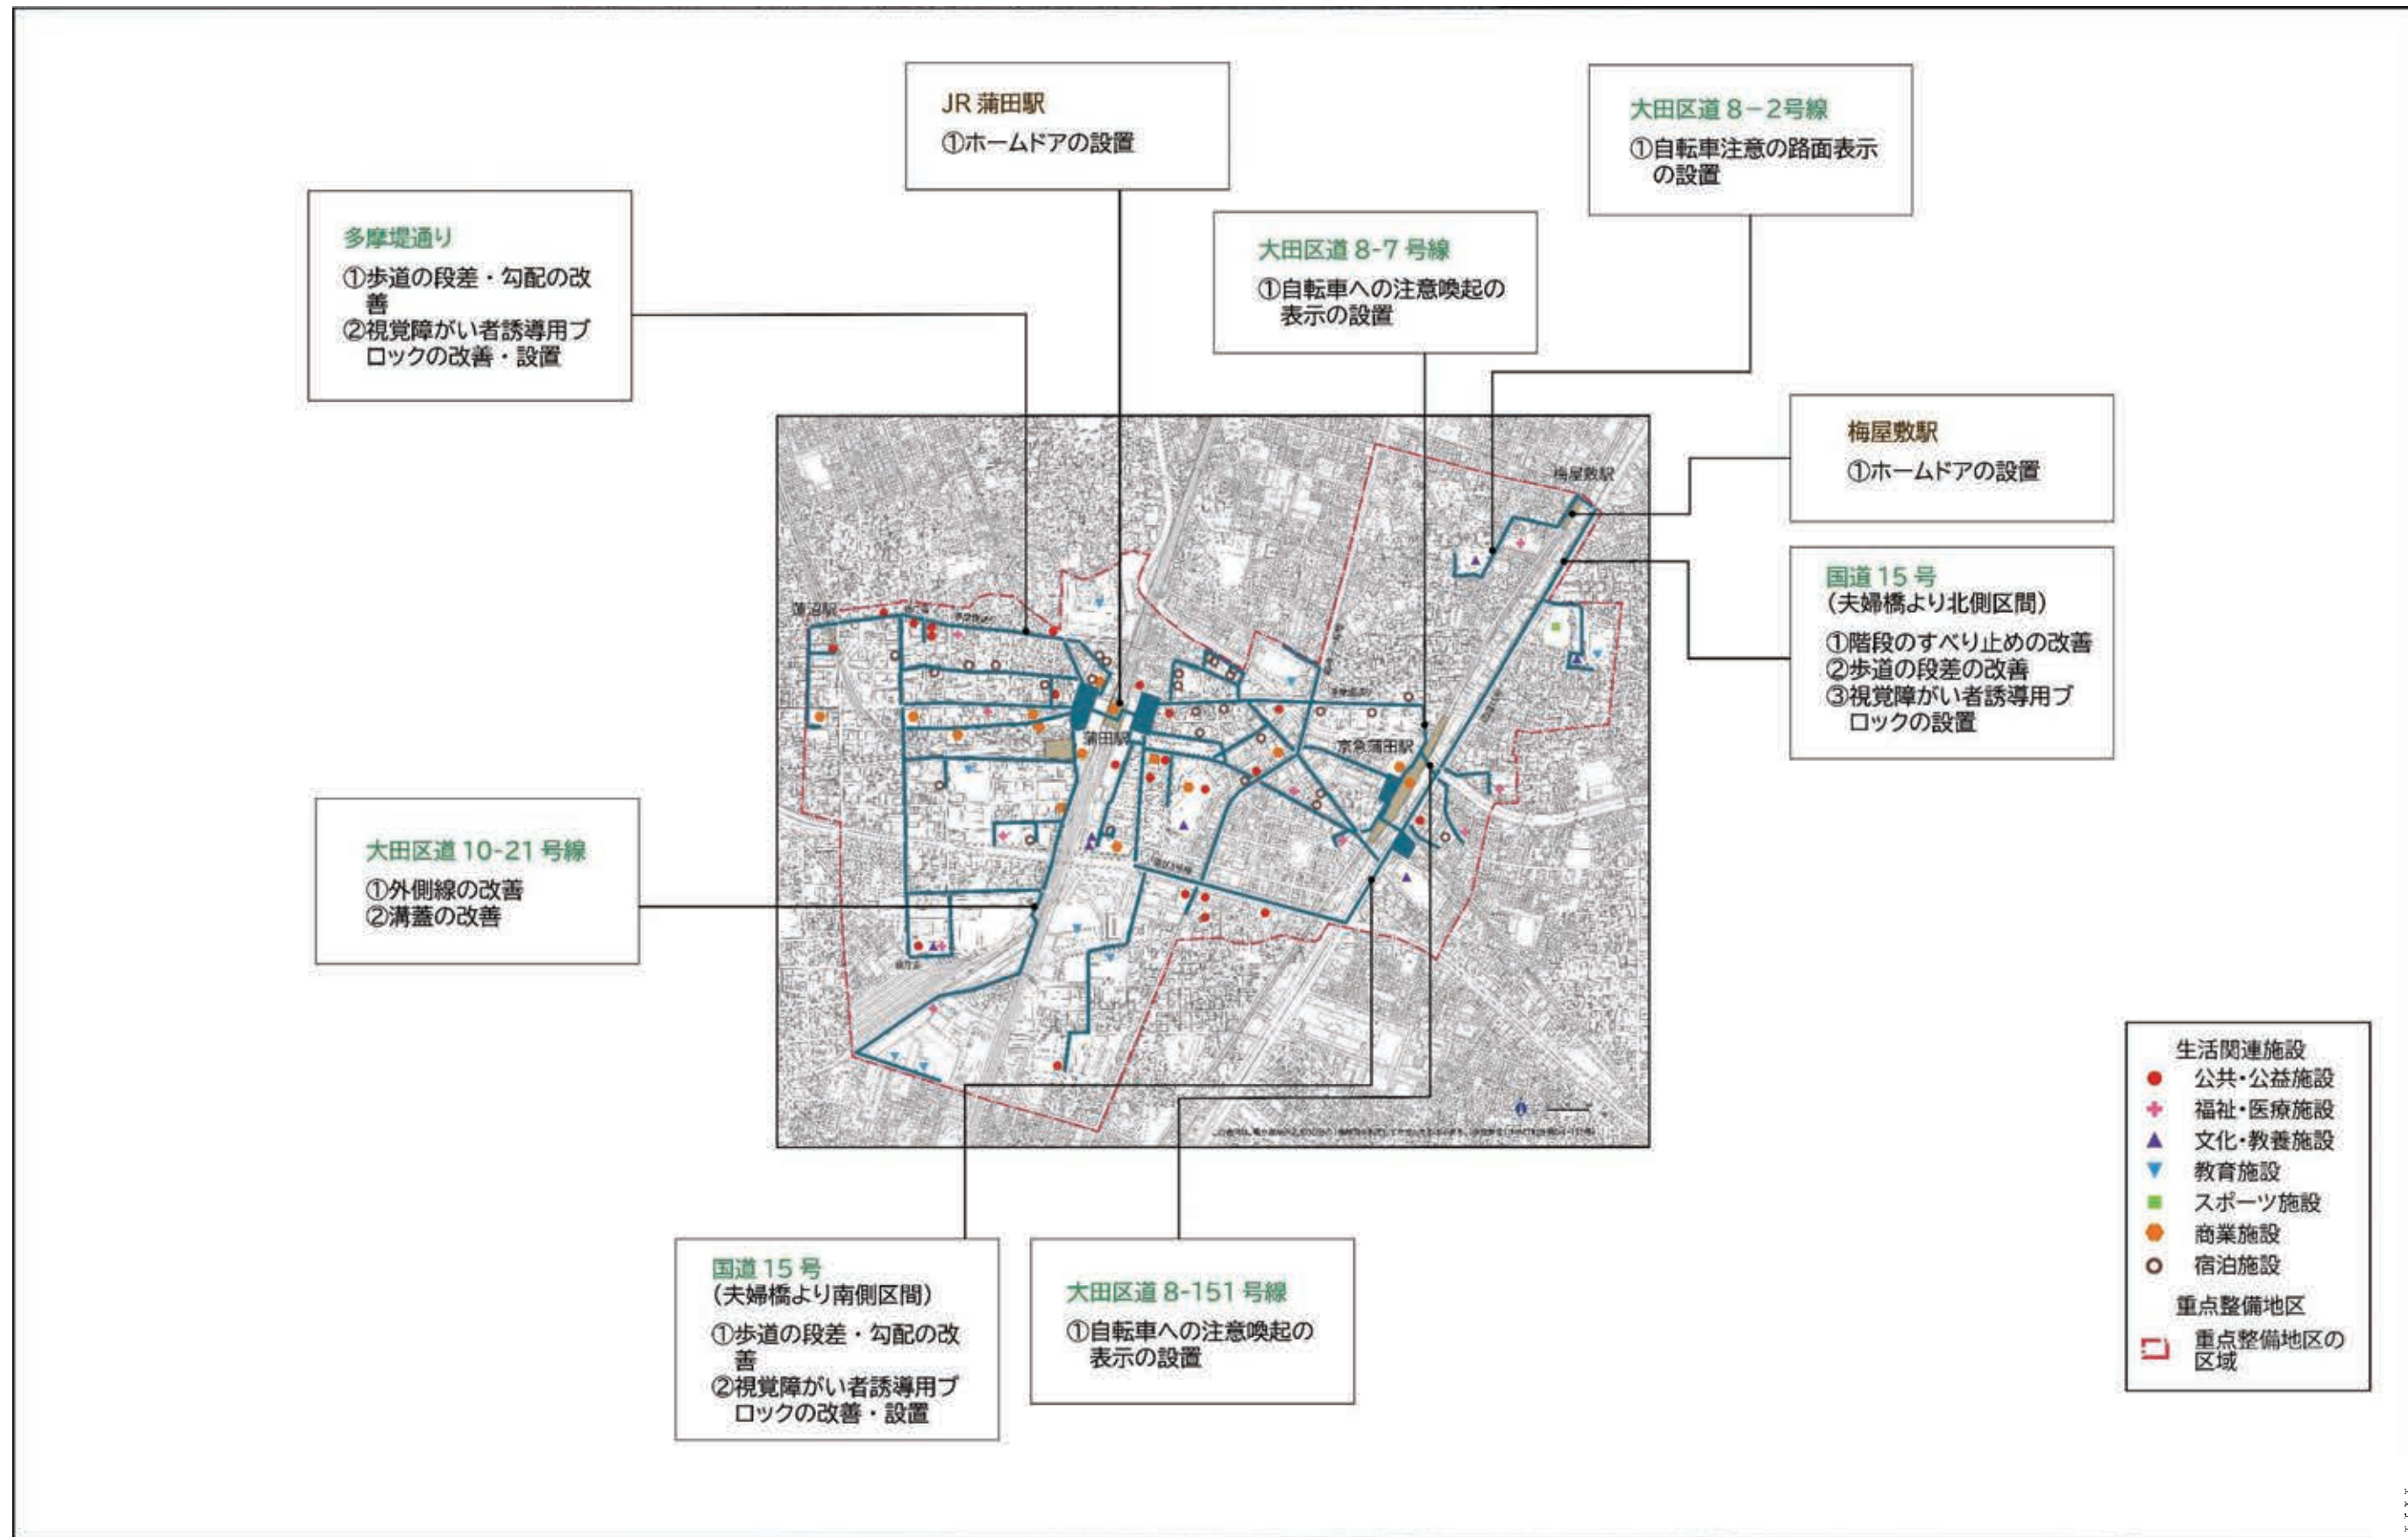 JR 蒲田駅
①ホームドアの設置
大田区道 8－2号線
①自転車注意の路面表示
の設置
多摩堤通り
①歩道の段差・勾配の改
善
②視覚障がい者誘導用ブ
ロックの改善・設置
大田区道 8-7 号線
①自転車への注意喚起の
表示の設置
梅屋敷駅
①ホームドアの設置
国道 15 号
(夫婦橋より北側区間)
①階段のすべり止めの改善
②歩道の段差の改善
③視覚障がい者誘導用ブ
ロックの設置
梅屋敷駅
蓮沼駅
蒲田駅
京急蒲田駅
大田区道 10-21 号線
①外側線の改善
②溝蓋の改善
国道 15 号
(夫婦橋より南側区間)
①歩道の段差・勾配の改
善
②視覚障がい者誘導用ブ
ロックの改善・設置
大田区道 8-151 号線
①自転車への注意喚起の
表示の設置
生活関連施設
公共・公益施設
福祉・医療施設
文化・教養施設
教育施設
スポーツ施設
商業施設
宿泊施設
重点整備地区
重点整備地区の
区域